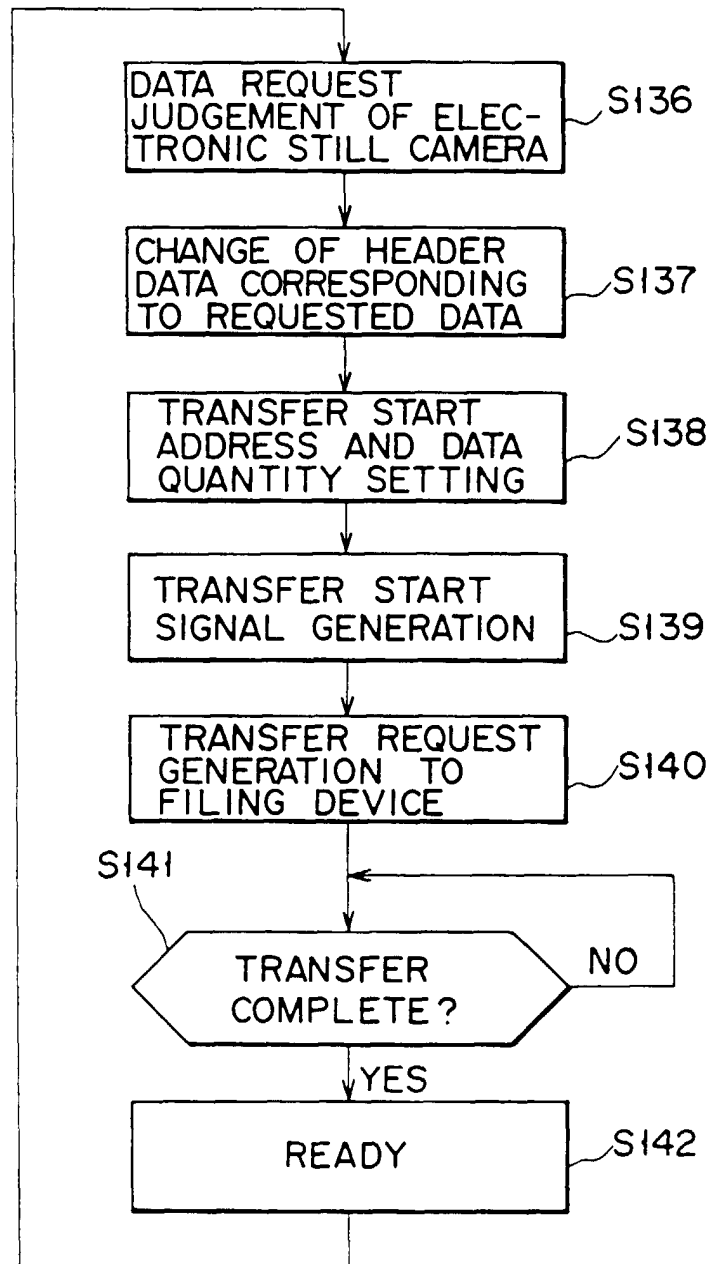 DATA REQUEST
JUDGEMENT OF ELEC-
TRONIC STILL CAMERA
S136
CHANGE OF HEADER
DATA CORRESPONDING
TO REQUESTED DATA
S137
TRANSFER START
ADDRESS AND DATA
QUANTITY SETTING
S138
TRANSFER START
SIGNAL GENERATION
S139
TRANSFER REQUEST
GENERATION TO
FILING DEVICE
S140
S141
TRANSFER
COMPLETE?
NO
YES
READY
S142